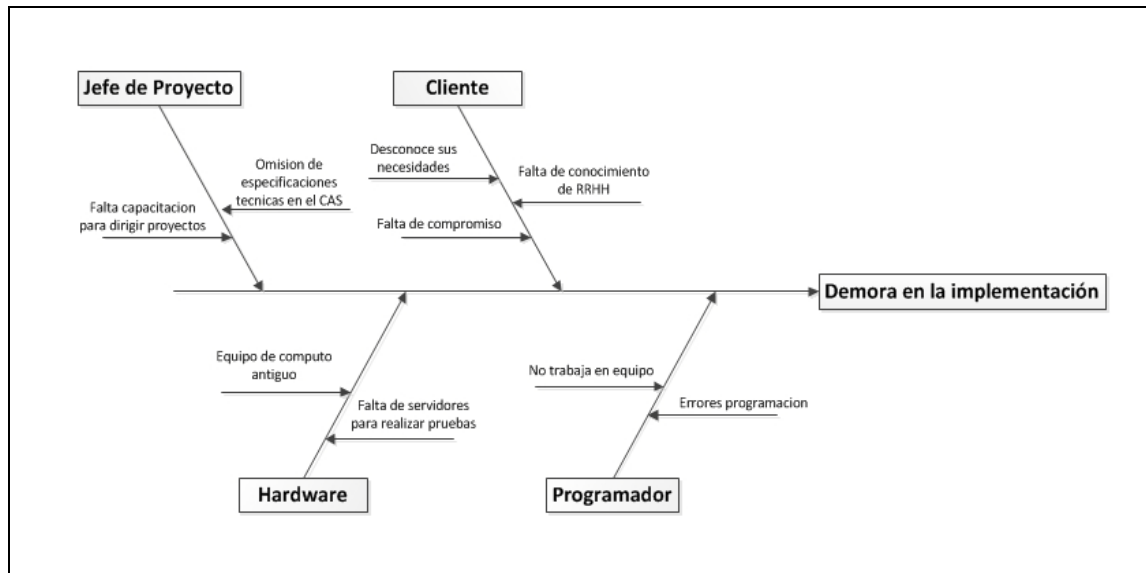 Jefe de Proyecto
Cliente
Desconoce sus
necesidades
Omision de
especificaciones
tecnicas en el CAS
Falta de conocimiento
de RRHH
Falta capacitacion
para dirigir proyectos
Falta de compromiso
Demora en la implementación
Equipo de computo
antiguo
No trabaja en equipo
Falta de servidores
para realizar pruebas
Errores programacion
Hardware
Programador